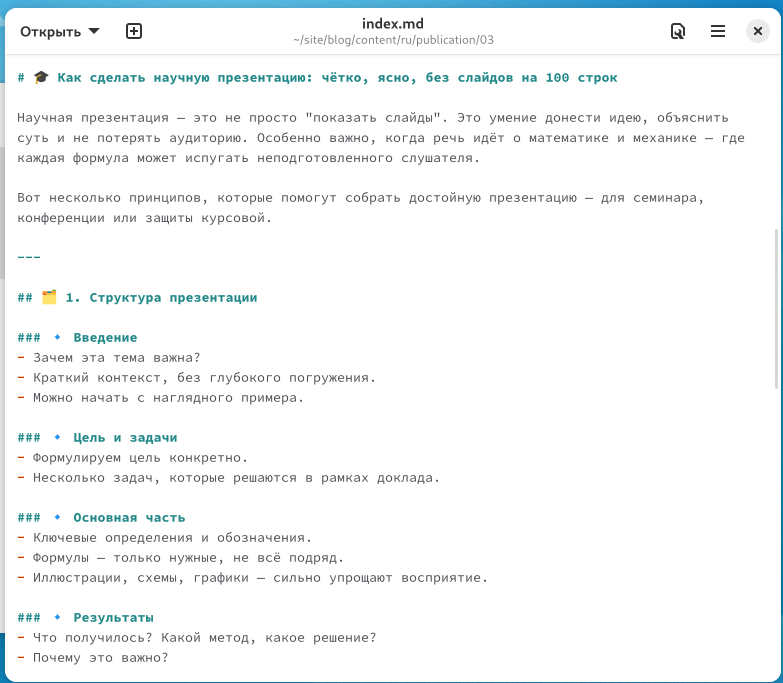 Открыть
index.md
~/site/blog/content/ru/publication/03
# 🎓 Как сделать научную презентацию: чётко, ясно, без слайдов на 100 строк
Научная презентация — это не просто "показать слайды". Это умение донести идею, объяснить
суть и не потерять аудиторию. Особенно важно, когда речь идёт о математике и механике — где
каждая формула может испугать неподготовленного слушателя.
Вот несколько принципов, которые помогут собрать достойную презентацию — для семинара,
конференции или защиты курсовой.
---
## 🗂️ 1. Структура презентации
### 🔹 Введение
- Зачем эта тема важна?
- Краткий контекст, без глубокого погружения.
- Можно начать с наглядного примера.
### 🔹 Цель и задачи
- Формулируем цель конкретно.
- Несколько задач, которые решаются в рамках доклада.
### 🔹 Основная часть
- Ключевые определения и обозначения.
- Формулы — только нужные, не всё подряд.
- Иллюстрации, схемы, графики — сильно упрощают восприятие.
### 🔹 Результаты
- Что получилось? Какой метод, какое решение?
- Почему это важно?